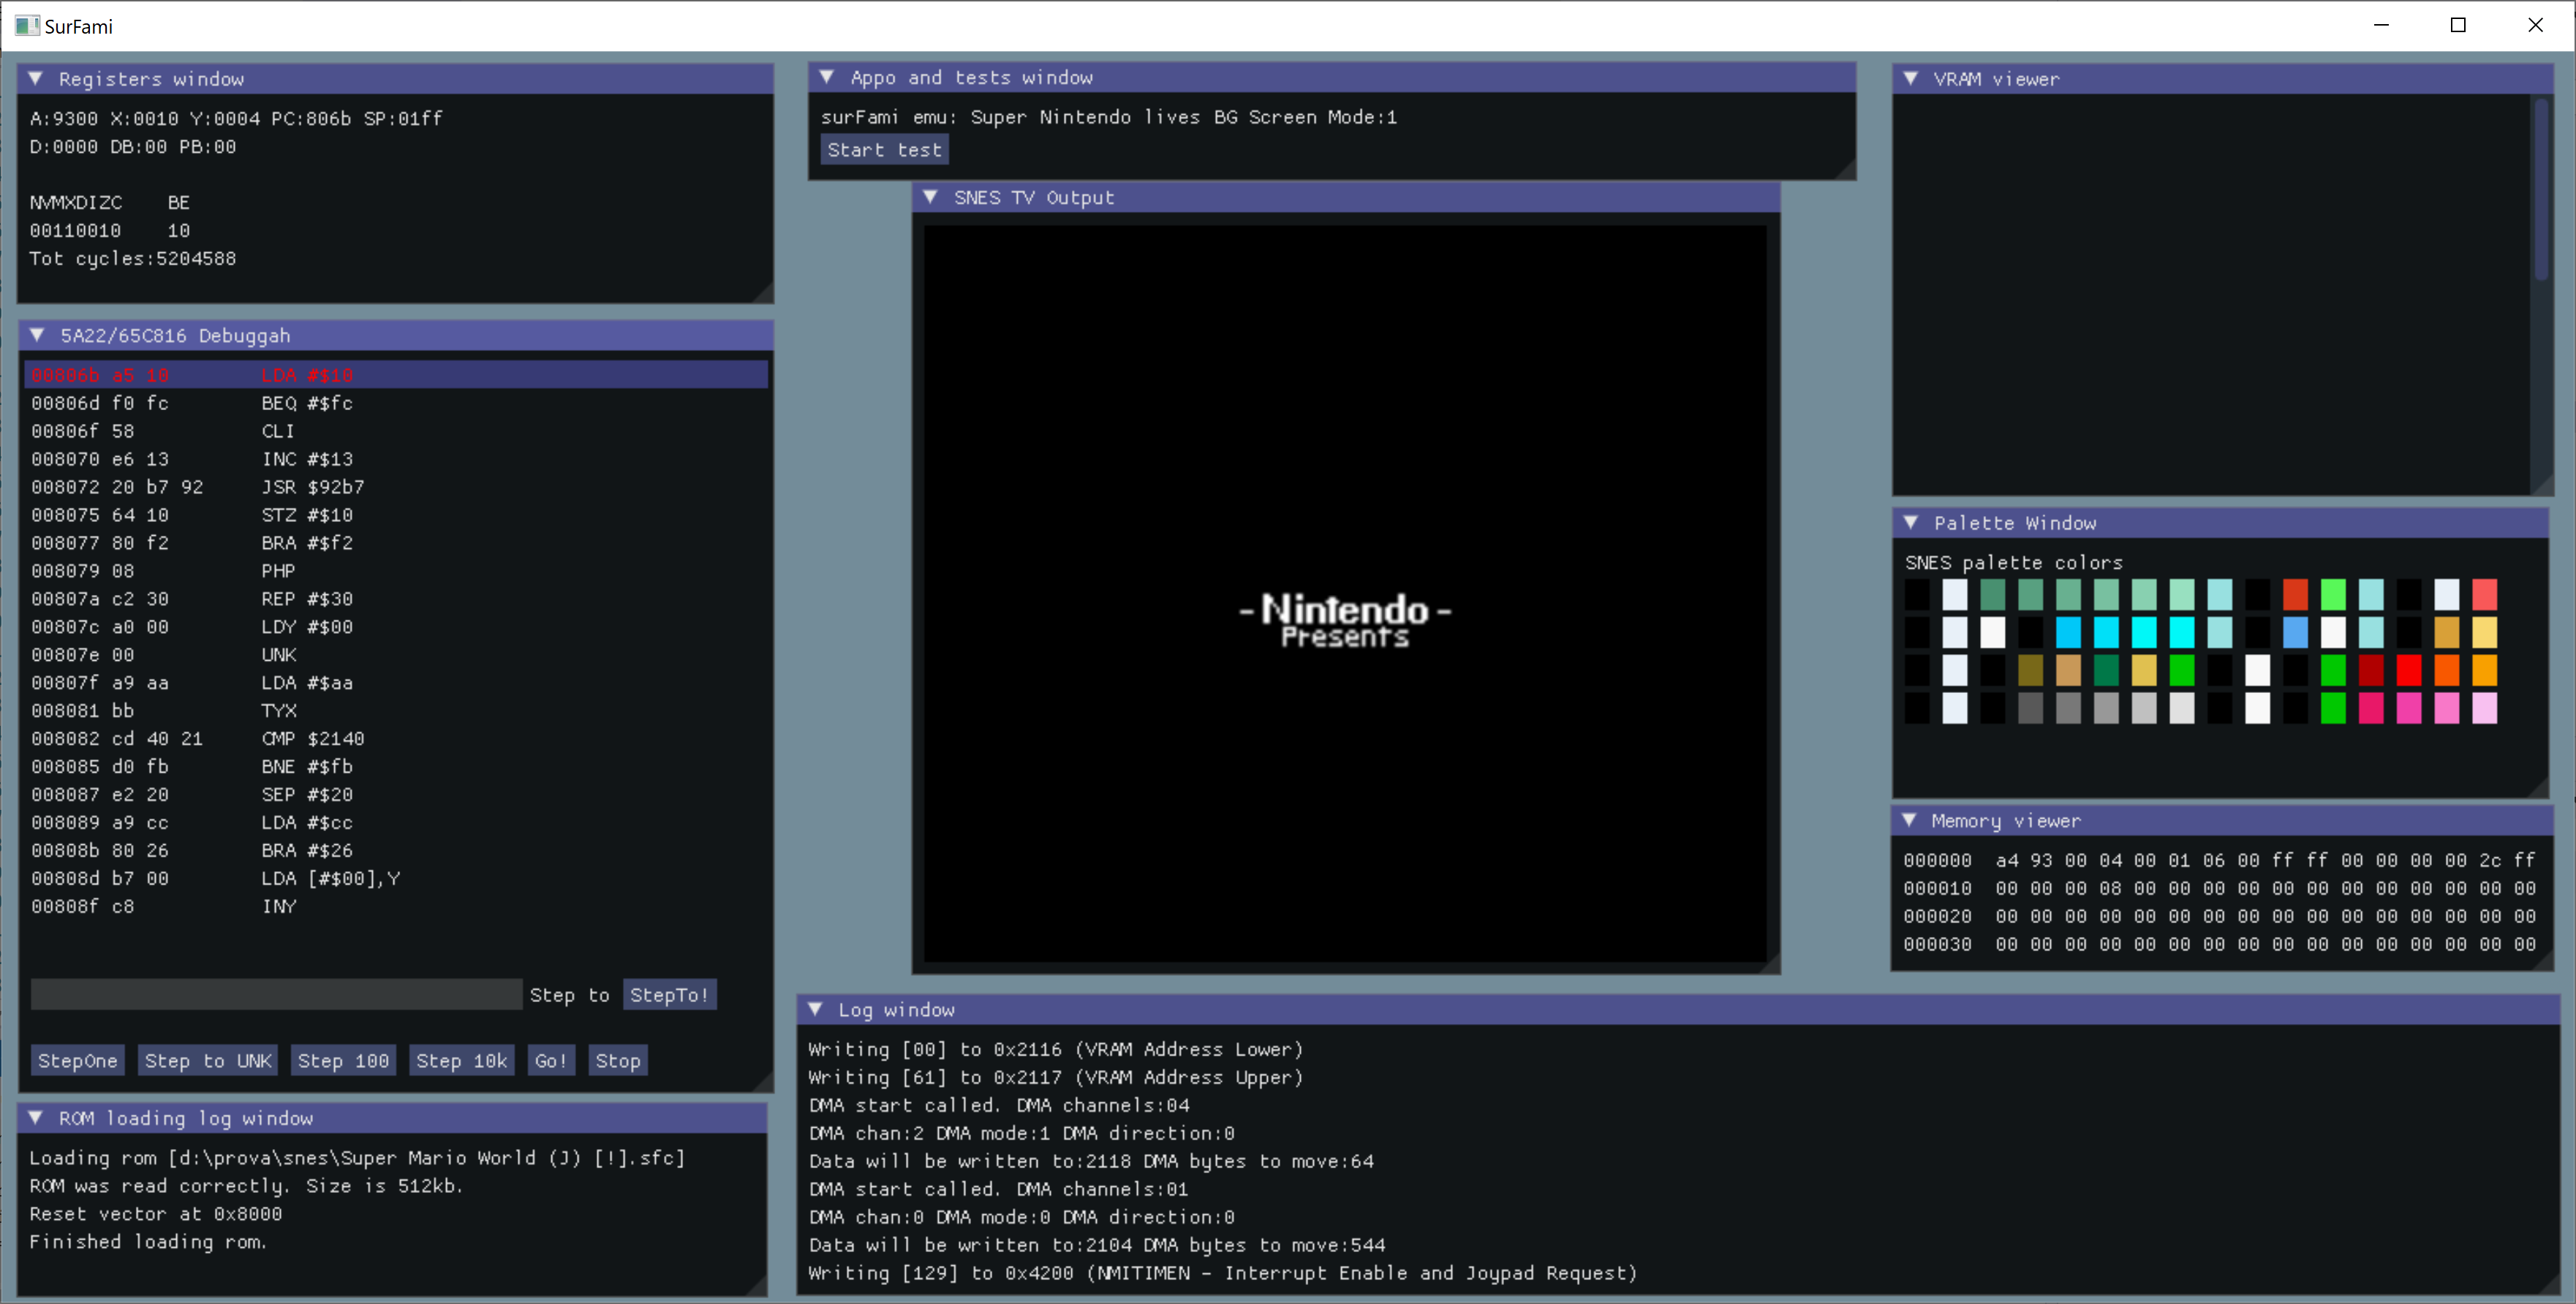 SurFami
Registers window
A:9300 X:0010 Y:0004 PC:806b SP:01ff
D:0000 DB:00 PB:00
NVMXDIZC BE
00110010 10
Tot cycles:5204588
5A22/65C816 Debuggah
00806b a5 10 LDA #$10
00806d f0 fc BEQ #$fc
00806f 58 CLI
008070 e6 13 INC #$13
008072 20 b7 92 JSR $92b7
008075 64 10 STZ #$10
008077 80 f2 BRA #$f2
008079 08 PHP
00807a c2 30 REP #$30
00807c a0 00 LDY #$00
00807e 00 UNK
00807f a9 aa LDA #$aa
008081 bb TYX
008082 cd 40 21 CMP $2140
008085 d0 fb BNE #$fb
008087 e2 20 SEP #$20
008089 a9 cc LDA #$cc
00808b 80 26 BRA #$26
00808d b7 00 LDA [#$00],Y
00808f c8 INY
Step to StepTo!
StepOne Step to UNK Step 100 Step 10k Go! Stop
ROM loading log window
Loading rom [d:\prova\snes\Super Mario World (J) [!].sfc]
ROM was read correctly. Size is 512kb.
Reset vector at 0x8000
Finished loading rom.
Appo and tests window
surFami emu: Super Nintendo lives BG Screen Mode:1
Start test
SNES TV Output
-Nintendo-
Presents
Log window
Writing [00] to 0x2116 (VRAM Address Lower)
Writing [61] to 0x2117 (VRAM Address Upper)
DMA start called. DMA channels:04
DMA chan:2 DMA mode:1 DMA direction:0
Data will be written to:2118 DMA bytes to move:64
DMA start called. DMA channels:01
DMA chan:0 DMA mode:0 DMA direction:0
Data will be written to:2104 DMA bytes to move:544
Writing [129] to 0x4200 (NMITIMEN - Interrupt Enable and Joypad Request)
VRAM viewer
Palette Window
SNES palette colors
Memory viewer
000000 a4 93 00 04 00 01 06 00 ff ff 00 00 00 00 2c ff
000010 00 00 00 08 00 00 00 00 00 00 00 00 00 00 00 00
000020 00 00 00 00 00 00 00 00 00 00 00 00 00 00 00 00
000030 00 00 00 00 00 00 00 00 00 00 00 00 00 00 00 00